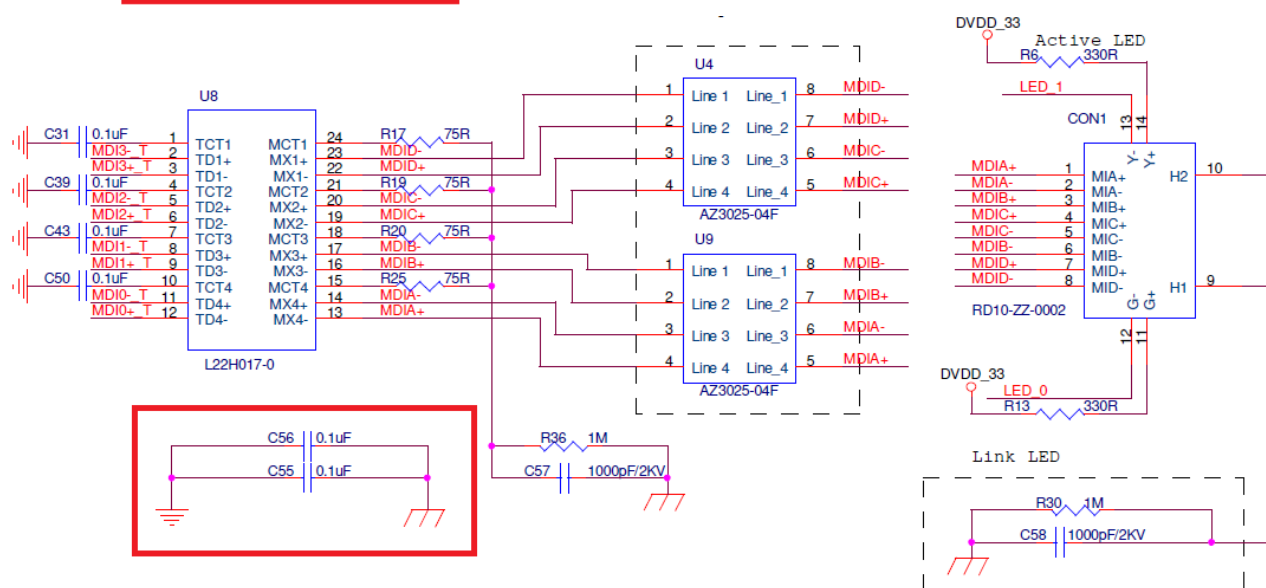 DVDD_33
Active LED
R6 330R
LED_1
CON1
13 14
Y- Y+
U4
1 Line 1 Line_1 8 MDID-
2 Line 2 Line_2 7 MDID+
3 Line 3 Line_3 6 MDIC-
4 Line 4 Line_4 5 MDIC+
AZ3025-04F
U8
C31 0.1uF 1 TCT1 MCT1 24 R17 75R
MDI3-_T 2 TD1+ MX1+ 23 MDID-
MDI3+_T 3 TD1- MX1- 22 MDID+
C39 0.1uF 4 TCT2 MCT2 21 R19 75R
MDI2-_T 5 TD2+ MX2+ 20 MDIC-
MDI2+_T 6 TD2- MX2- 19 MDIC+
C43 0.1uF 7 TCT3 MCT3 18 R20 75R
MDI1-_T 8 TD3+ MX3+ 17 MDIB-
MDI1+_T 9 TD3- MX3- 16 MDIB+
C50 0.1uF 10 TCT4 MCT4 15 R25 75R
MDI0-_T 11 TD4+ MX4+ 14 MDIA-
MDI0+_T 12 TD4- MX4- 13 MDIA+
L22H017-0
U9
1 Line 1 Line_1 8 MDIB-
2 Line 2 Line_2 7 MDIB+
3 Line 3 Line_3 6 MDIA-
4 Line 4 Line_4 5 MDIA+
AZ3025-04F
MDIA+ 1 MIA+ H2 10
MDIA- 2 MIA-
MDIB+ 3 MIB+
MDIC+ 4 MIC+
MDIC- 5 MIC-
MDIB- 6 MIB-
MDID+ 7 MID+
MDID- 8 MID- H1 9
RD10-ZZ-0002
G- G+
12 11
DVDD_33
LED_0
R13 330R
Link LED
C56 0.1uF
C55 0.1uF
R36 1M
C57 1000pF/2KV
R30 1M
C58 1000pF/2KV